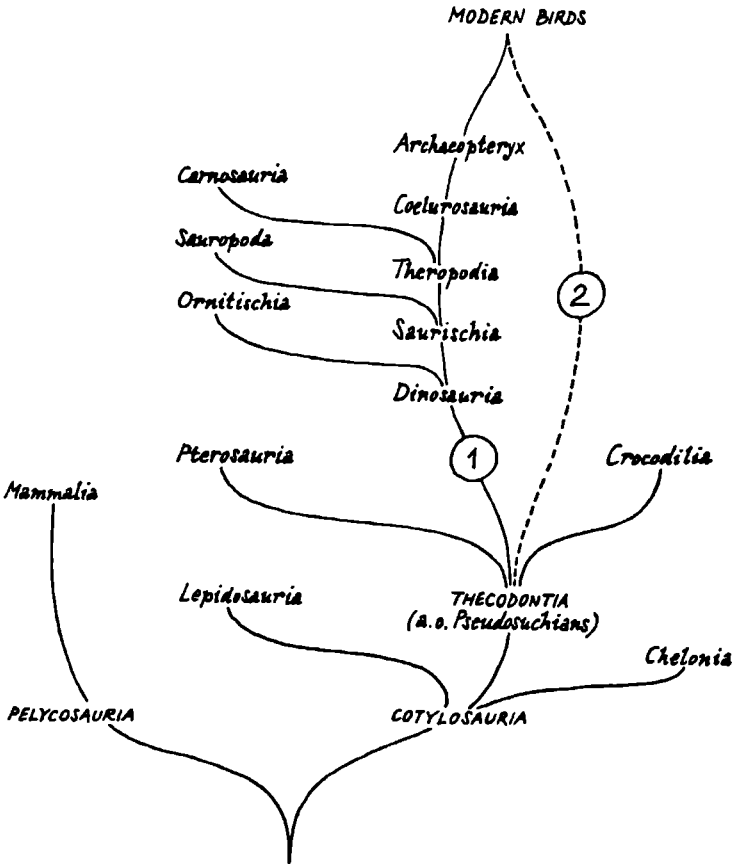 MODERN BIRDS
Archaeopteryx
Carnosauria
Coelurosauria
Sauropoda
Theropodia
2
Ornitischia
Saurischia
Dinosauria
Pterosauria
1
Crocodilia
Mammalia
Lepidosauria
THECODONTIA
(a.o. Pseudosuchians)
Chelonia
PELYCOSAURIA
COTYLOSAURIA